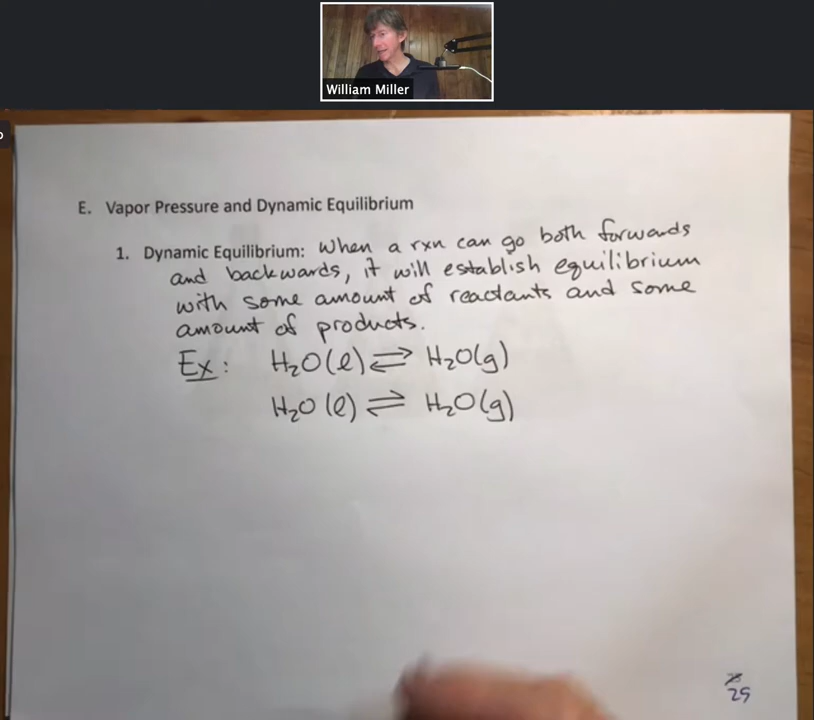 William Miller
E. Vapor Pressure and Dynamic Equilibrium
1. Dynamic Equilibrium: When a rxn can go both forwards
and backwards, it will establish equilibrium
with some amount of reactants and some
amount of products.
Ex: H₂O(l) ⇌ H₂O(g)
H₂O(l) ⇌ H₂O(g)
25